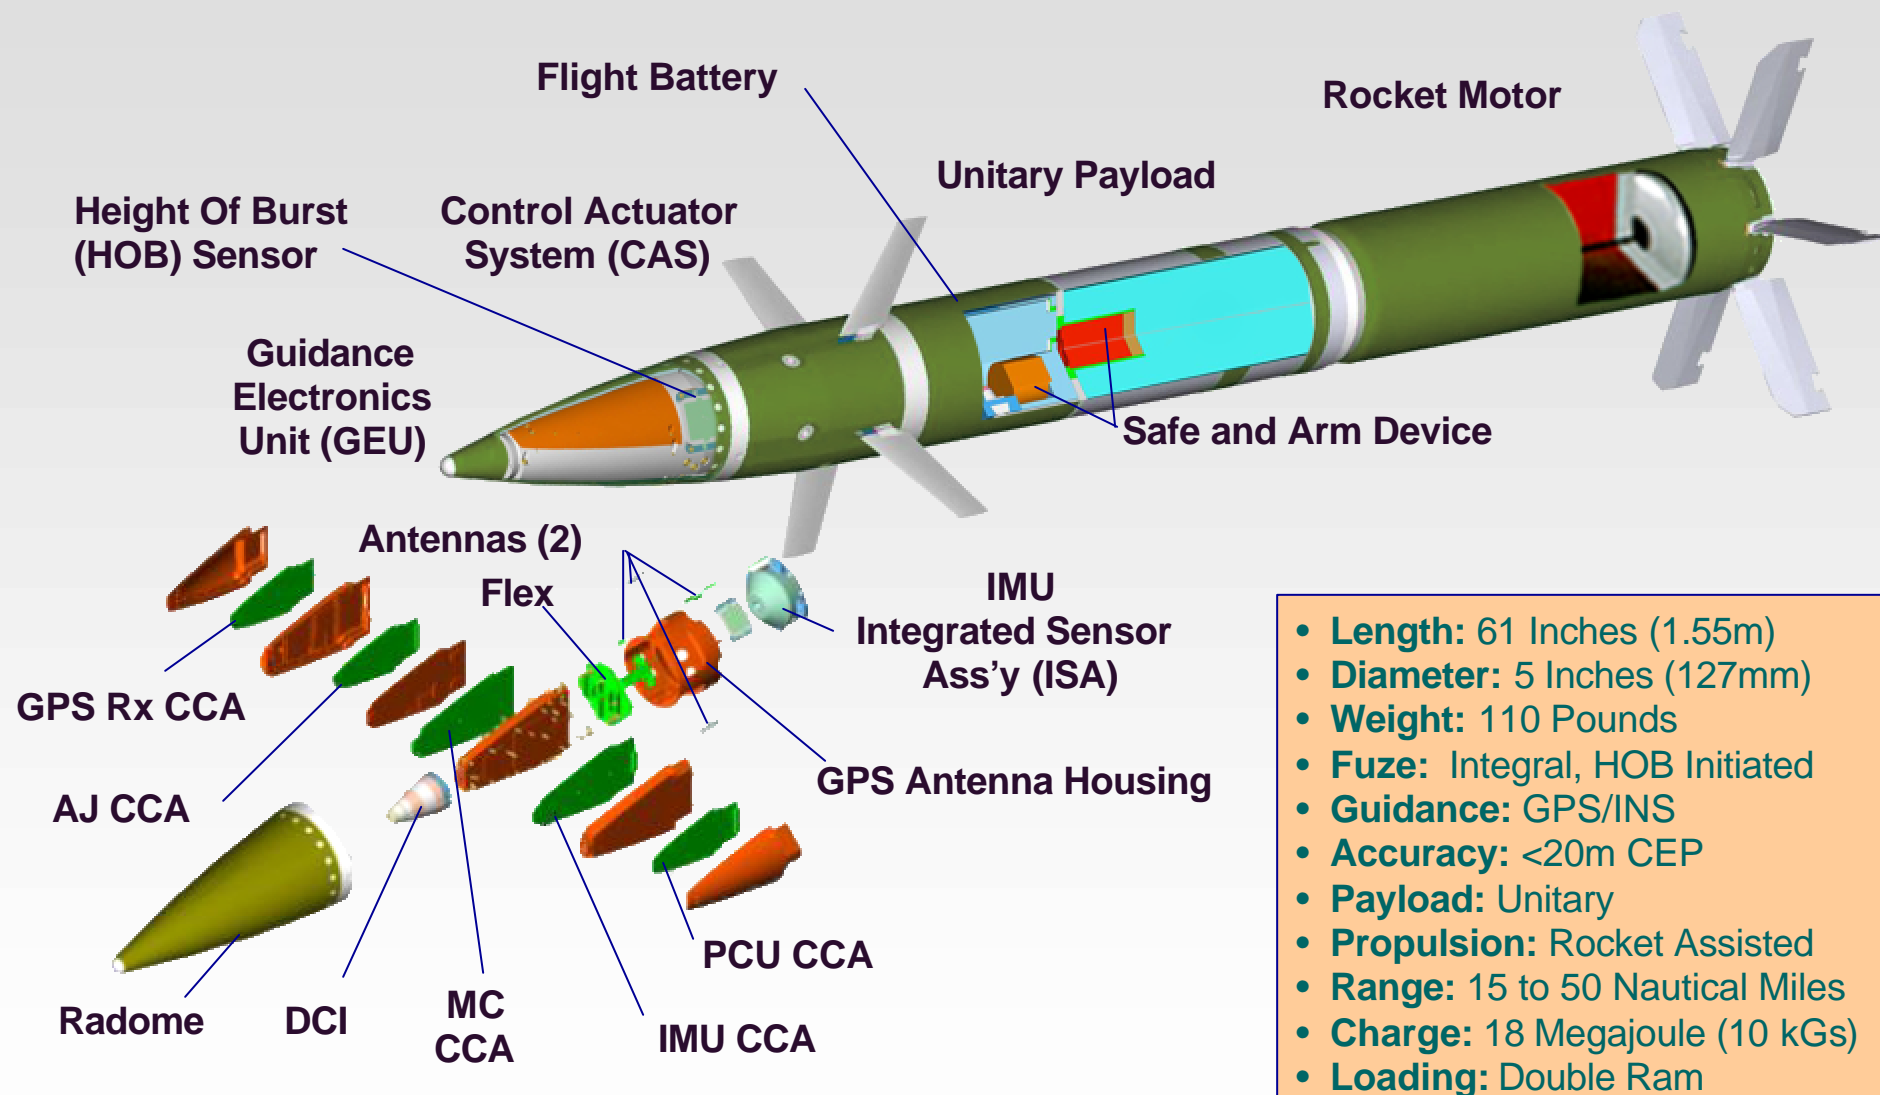 Flight Battery
Rocket Motor
Unitary Payload
Height Of Burst
(HOB) Sensor
Control Actuator
System (CAS)
Guidance
Electronics
Unit (GEU)
Safe and Arm Device
Antennas (2)
Flex
IMU
Integrated Sensor
Ass’y (ISA)
GPS Rx CCA
AJ CCA
GPS Antenna Housing
PCU CCA
Radome
DCI
MC
CCA
IMU CCA
• Length: 61 Inches (1.55m)
• Diameter: 5 Inches (127mm)
• Weight: 110 Pounds
• Fuze: Integral, HOB Initiated
• Guidance: GPS/INS
• Accuracy: <20m CEP
• Payload: Unitary
• Propulsion: Rocket Assisted
• Range: 15 to 50 Nautical Miles
• Charge: 18 Megajoule (10 kGs)
• Loading: Double Ram